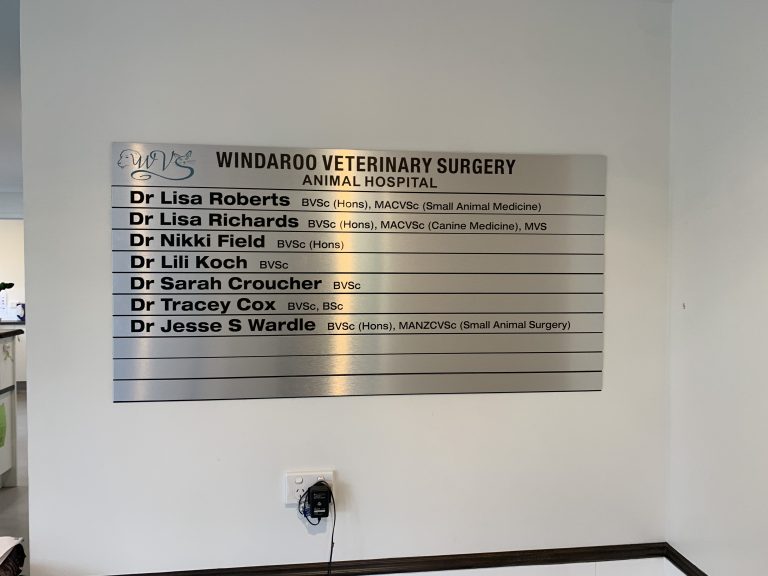 WVS WINDAROO VETERINARY SURGERY
ANIMAL HOSPITAL
Dr Lisa Roberts BVSc (Hons), MACVSc (Small Animal Medicine)
Dr Lisa Richards BVSc (Hons), MACVSc (Canine Medicine), MVS
Dr Nikki Field BVSc (Hons)
Dr Lili Koch BVSc
Dr Sarah Croucher BVSc
Dr Tracey Cox BVSc, BSc
Dr Jesse S Wardle BVSc (Hons), MANZCVSc (Small Animal Surgery)